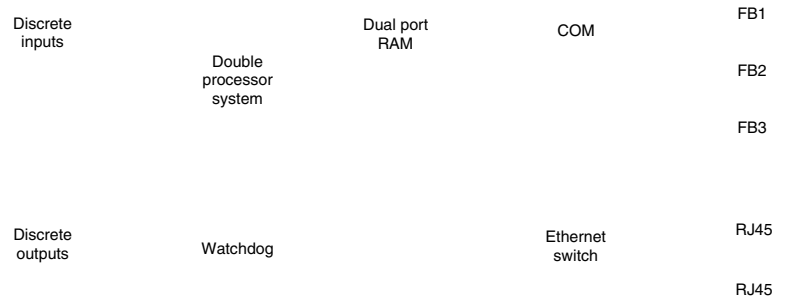 Discrete
inputs
Double
processor
system
Dual port
RAM
COM
FB1
FB2
FB3
Discrete
outputs
Watchdog
Ethernet
switch
RJ45
RJ45